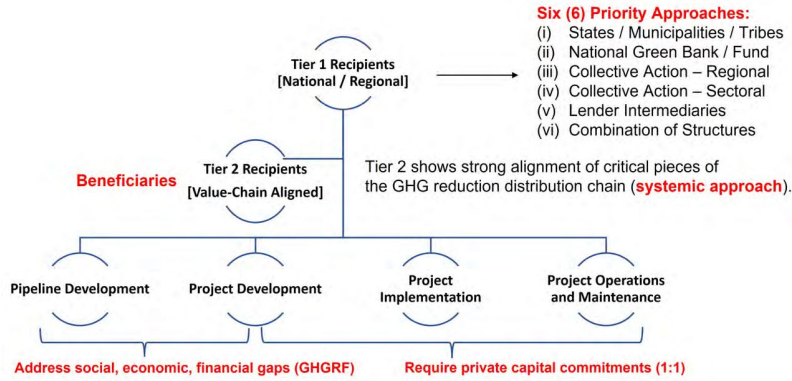 Six (6) Priority Approaches:
(i) States / Municipalities / Tribes
(ii) National Green Bank / Fund
(iii) Collective Action – Regional
(iv) Collective Action – Sectoral
(v) Lender Intermediaries
(vi) Combination of Structures
Tier 1 Recipients
[National / Regional]
Beneficiaries
Tier 2 Recipients
[Value-Chain Aligned]
Tier 2 shows strong alignment of critical pieces of
the GHG reduction distribution chain (systemic approach).
Pipeline Development
Project Development
Project
Implementation
Project Operations
and Maintenance
Address social, economic, financial gaps (GHGRF)
Require private capital commitments (1:1)